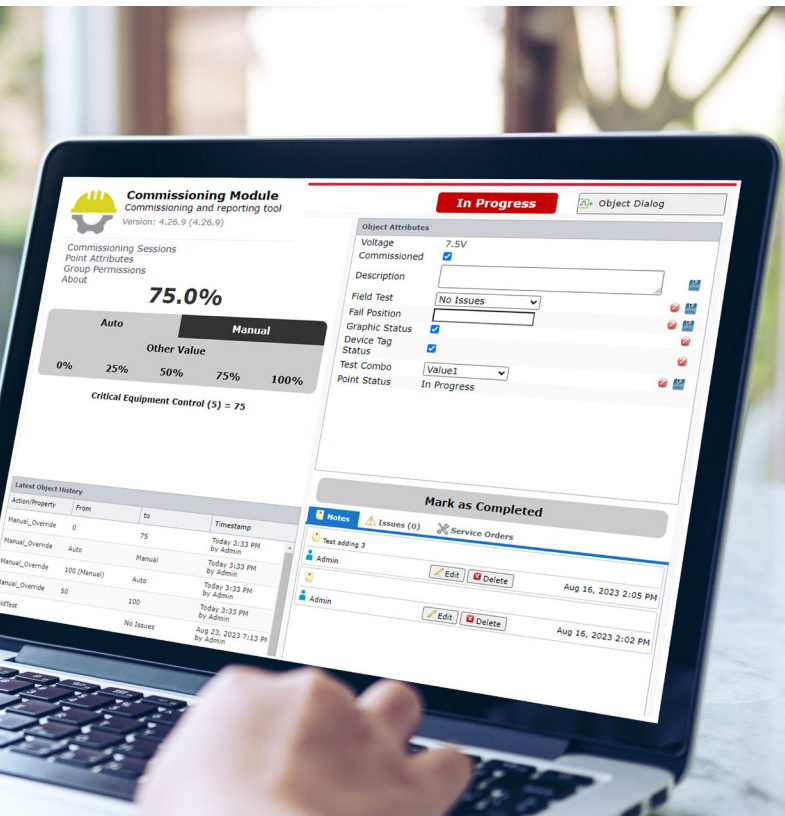 Commissioning Module
Commissioning and reporting tool
Version: 4.26.9 (4.26.9)
Commissioning Sessions
Point Attributes
Group Permissions
About
75.0%
Auto Manual
Other Value
0% 25% 50% 75% 100%
Critical Equipment Control (5) = 75
Latest Object History
Action/Property From to Timestamp
Manual_Override 0 75 Today 3:33 PM
by Admin
Manual_Override Auto Manual Today 3:33 PM
by Admin
Manual_Override 100 (Manual) Auto Today 3:33 PM
by Admin
Manual_Override 50 100 Today 3:33 PM
by Admin
ldTest No Issues Aug 23, 2023 7:13 PM
by Admin
In Progress Object Dialog
Object Attributes
Voltage 7.5V
Commissioned
Description
Field Test No Issues
Fail Position
Graphic Status
Device Tag
Status
Test Combo Value1
Point Status In Progress
Mark as Completed
Notes Issues (0) Service Orders
Test adding 3
Admin Edit Delete Aug 16, 2023 2:05 PM
Admin Edit Delete Aug 16, 2023 2:02 PM